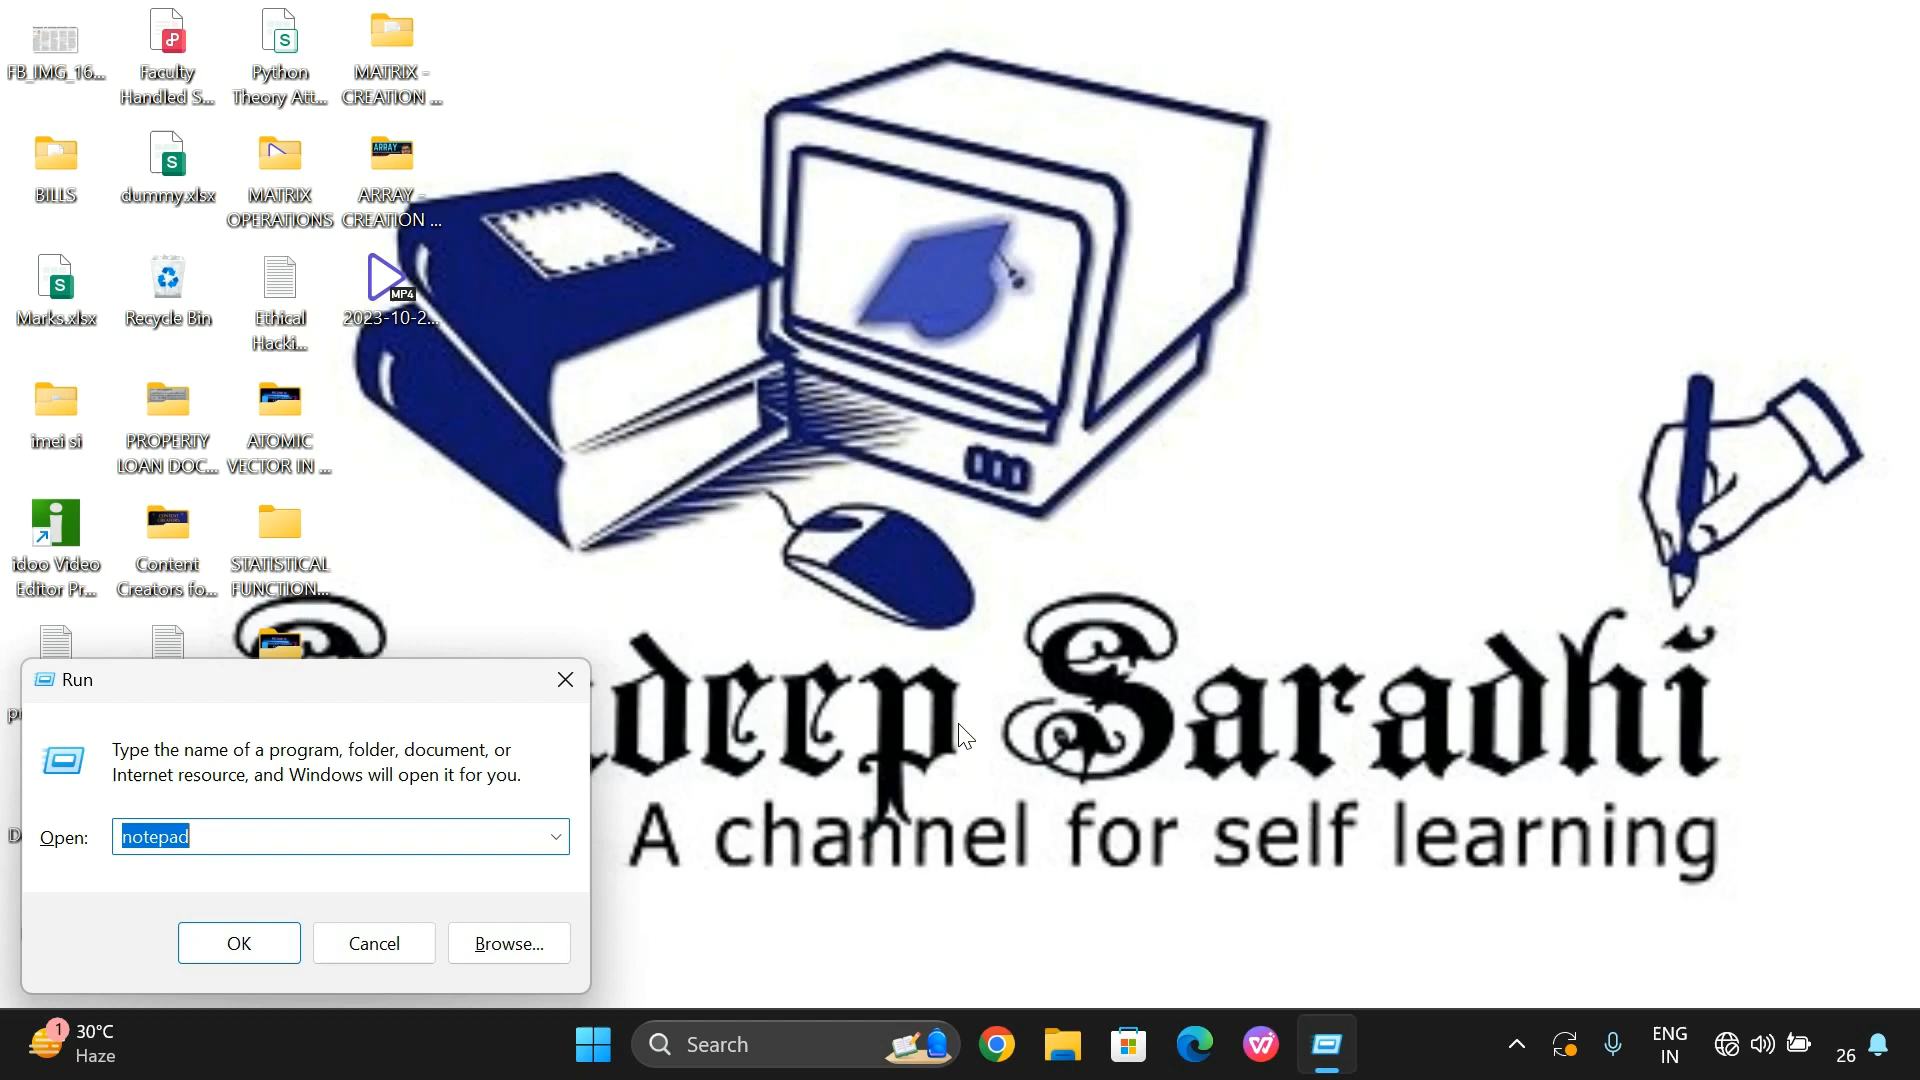 FB_IMG_16...
Faculty
Handled S...
Python
Theory Att...
MATRIX -
CREATION ...
BILLS
dummy.xlsx
MATRIX
OPERATIONS
ARRAY
ARRAY -
CREATION ...
Marks.xlsx
Recycle Bin
Ethical
Hacki...
MP4
2023-10-2...
imei si
PROPERTY
LOAN DOC...
ATOMIC
VECTOR IN ...
idoo Video
Editor Pr...
Content
Creators fo...
STATISTICAL
FUNCTION...
deep Saradhi
A channel for self learning
Run
Type the name of a program, folder, document, or
Internet resource, and Windows will open it for you.
Open:
notepad
OK
Cancel
Browse...
1
30°C
Haze
Search
ENG
IN
26